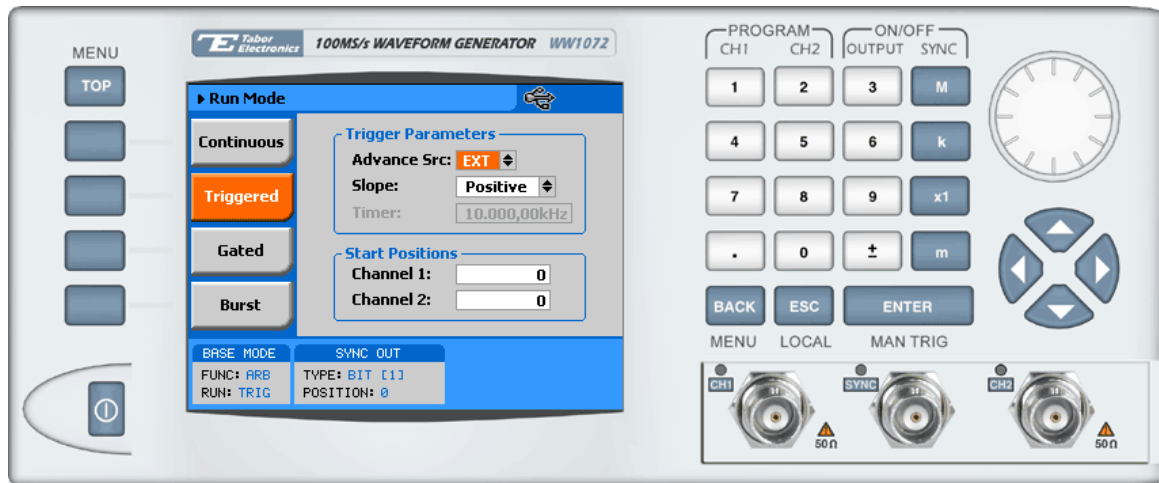 MENU
TOP
Tabor
Electronics
100MS/s WAVEFORM GENERATOR WW1072
Run Mode
Continuous
Triggered
Gated
Burst
Trigger Parameters
Advance Src: EXT
Slope: Positive
Timer: 10.000,00kHz
Start Positions
Channel 1: 0
Channel 2: 0
BASE MODE
FUNC: ARB
RUN: TRIG
SYNC OUT
TYPE: BIT [1]
POSITION: 0
PROGRAM
CH1 CH2
ON/OFF
OUTPUT SYNC
1 2 3 M
4 5 6 k
7 8 9 x1
. 0 ± m
BACK ESC ENTER
MENU LOCAL MAN TRIG
CH1
SYNC
CH2
50Ω
50Ω